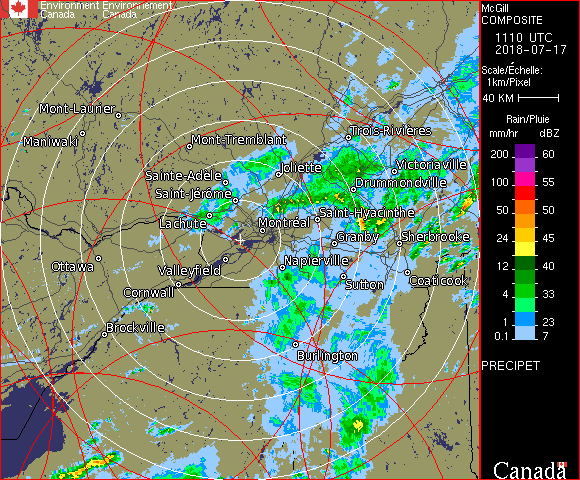 Environment Environnement
Canada Canada
McGill
COMPOSITE
1110 UTC
2018-07-17
Scale/Échelle:
1km/Pixel
40 KM
Rain/Pluie
mm/hr dBZ
200 60
100 55
50 50
24 45
12 40
4 33
1 23
0.1 7
PRECIPET
Canada
Mont-Laurier
Maniwaki
Mont-Tremblant
Trois-Rivières
Joliette
Victoriaville
Sainte-Adèle
Drummondville
Saint-Jérôme
Lachute
Saint-Hyacinthe
Montréal
Granby
Sherbrooke
Ottawa
Valleyfield
Napierville
Coaticook
Cornwall
Sutton
Brockville
Burlington